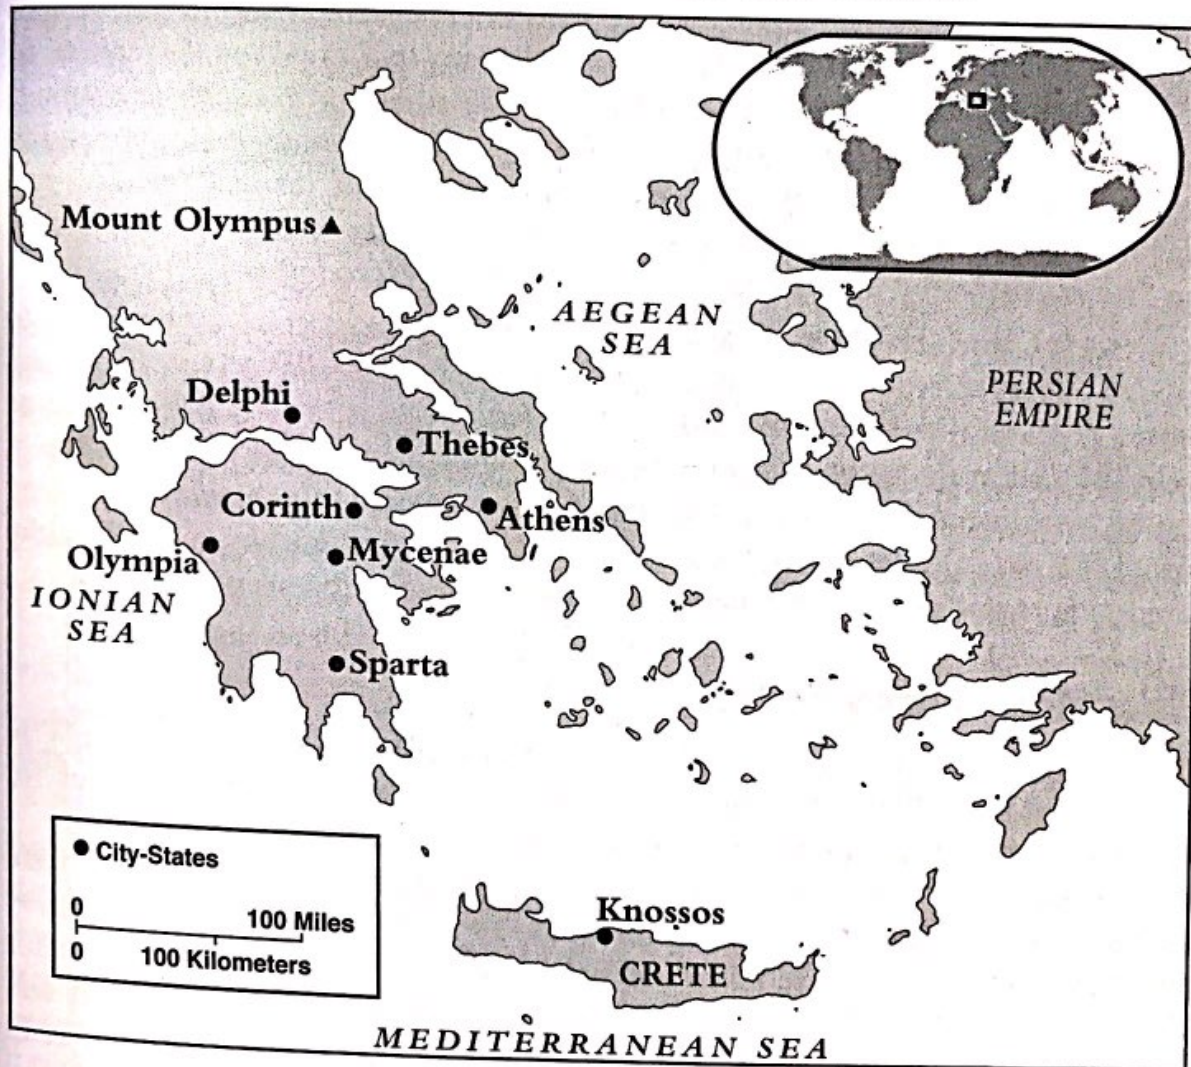 Mount Olympus
AEGEAN
SEA
PERSIAN
EMPIRE
Delphi
Thebes
Corinth
Athens
Olympia
Mycenae
IONIAN
SEA
Sparta
City-States
0
100 Miles
0
100 Kilometers
Knossos
CRETE
MEDITERRANEAN SEA